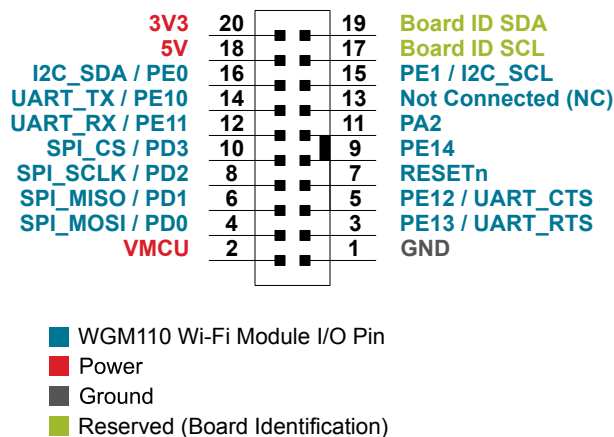 3V3 20 19 Board ID SDA
5V 18 17 Board ID SCL
I2C_SDA / PE0 16 15 PE1 / I2C_SCL
UART_TX / PE10 14 13 Not Connected (NC)
UART_RX / PE11 12 11 PA2
SPI_CS / PD3 10 9 PE14
SPI_SCLK / PD2 8 7 RESETn
SPI_MISO / PD1 6 5 PE12 / UART_CTS
SPI_MOSI / PD0 4 3 PE13 / UART_RTS
VMCU 2 1 GND
WGM110 Wi-Fi Module I/O Pin
Power
Ground
Reserved (Board Identification)